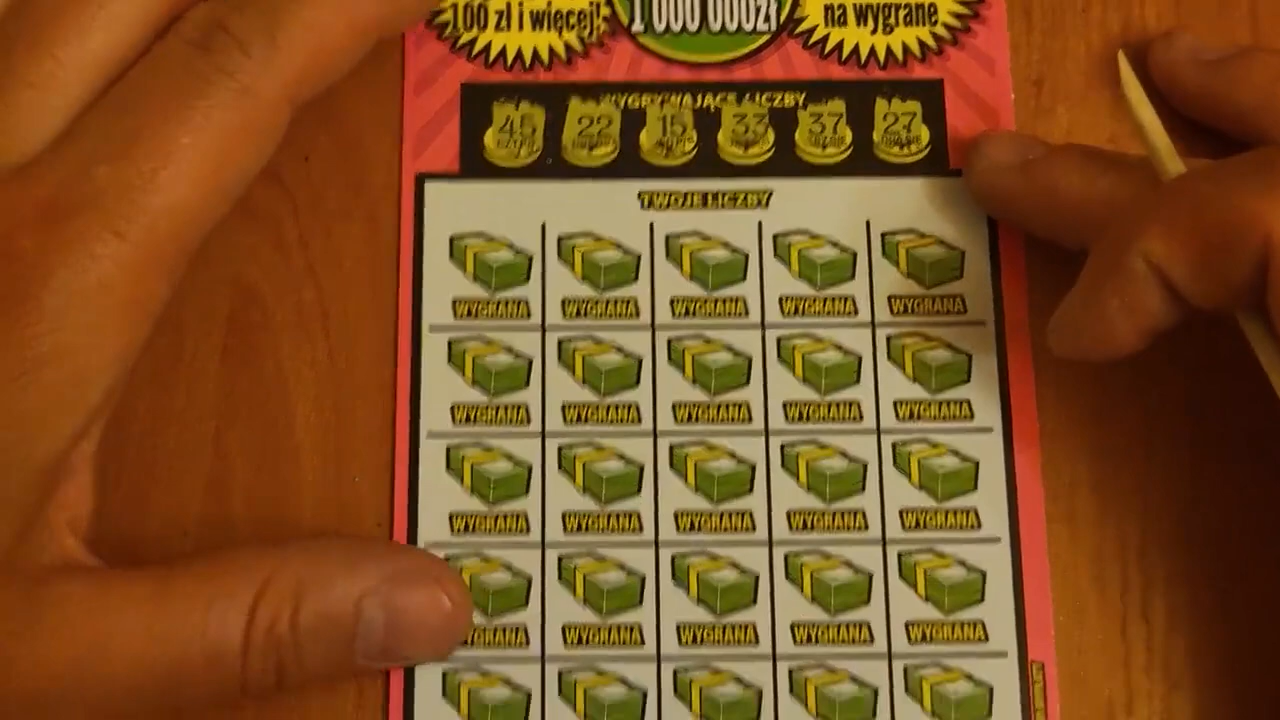 100 zł i więcej!
1 000 000zł
na wygrane
WYGRYWAJĄCE LICZBY
45 22 15 33 37 27
TWOJE LICZBY
WYGRANA WYGRANA WYGRANA WYGRANA WYGRANA
WYGRANA WYGRANA WYGRANA WYGRANA WYGRANA
WYGRANA WYGRANA WYGRANA WYGRANA WYGRANA
WYGRANA WYGRANA WYGRANA WYGRANA WYGRANA